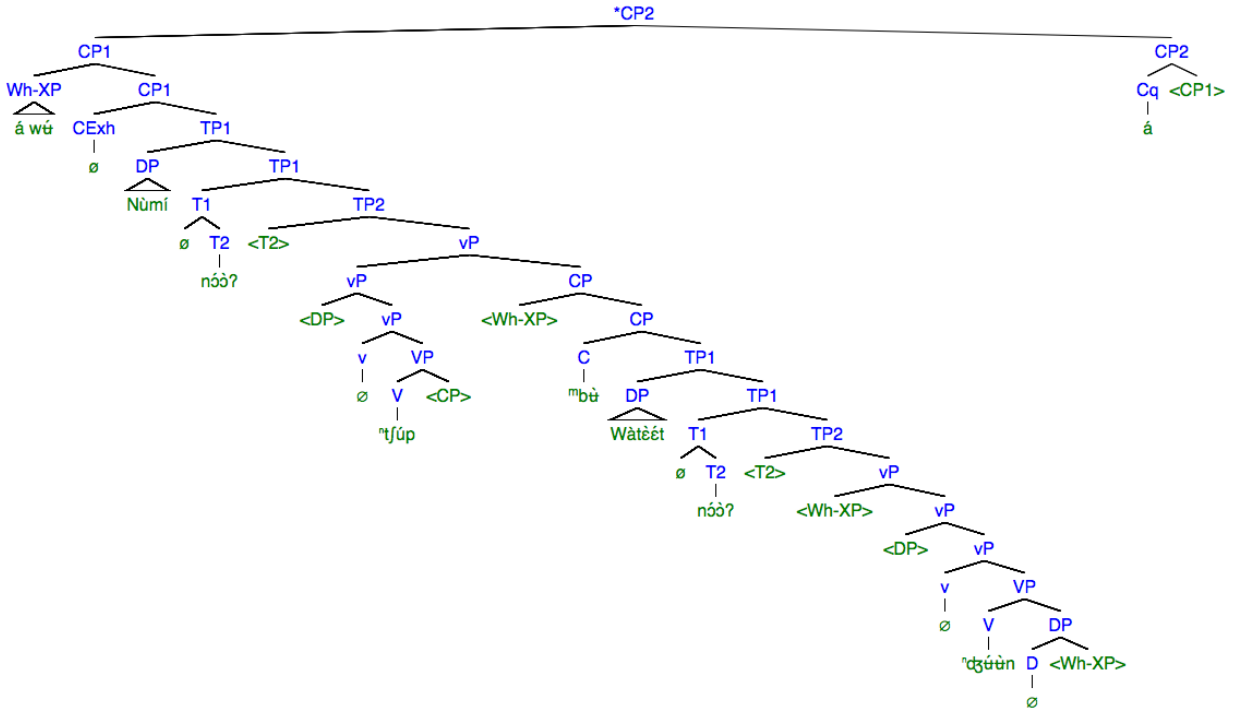 *CP2
CP1 CP2
Wh-XP CP1 Cq <CP1>
á wʉ́ CExh TP1 á
ø DP TP1
Nùmí T1 TP2
ø T2 <T2> vP
nɔ́ɔ̀ʔ vP CP
<DP> vP <Wh-XP> CP
v VP C TP1
∅ V <CP> ᵐbʉ̀ DP TP1
ⁿtʃúp Wàtɛ̀ɛ́t T1 TP2
ø T2 <T2> vP
nɔ́ɔ̀ʔ <Wh-XP> vP
<DP> vP
v VP
∅ V DP
ⁿʤʉ́ʉ̀n D <Wh-XP>
∅